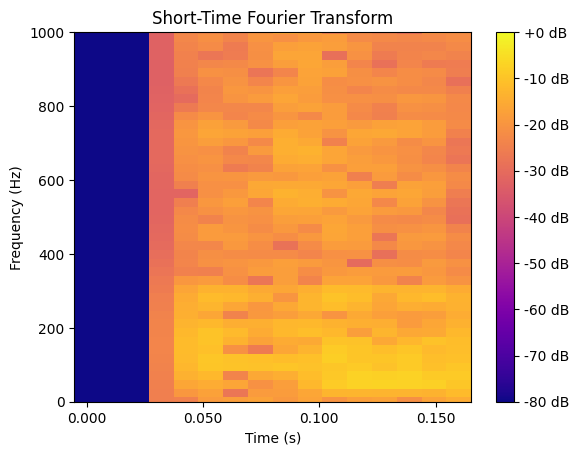 Short-Time Fourier Transform
Frequency (Hz)
1000
800
600
400
200
0
0.000
0.050
0.100
0.150
Time (s)
+0 dB
-10 dB
-20 dB
-30 dB
-40 dB
-50 dB
-60 dB
-70 dB
-80 dB